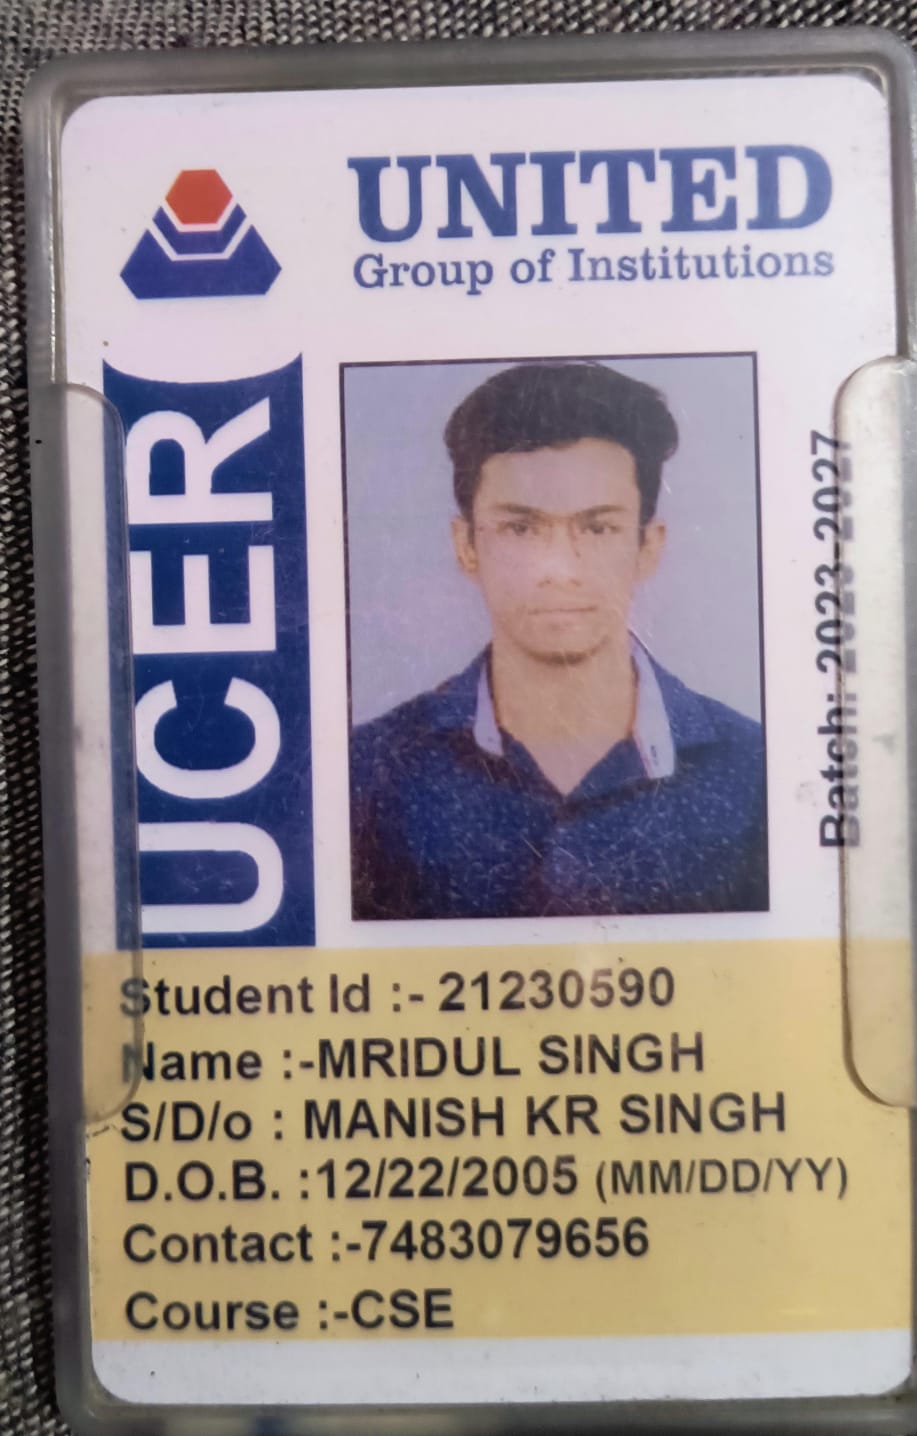 UNITED
Group of Institutions
UCER
Batch: 2023-2027
Student Id :- 21230590
Name :-MRIDUL SINGH
S/D/o : MANISH KR SINGH
D.O.B. :12/22/2005 (MM/DD/YY)
Contact :-7483079656
Course :-CSE